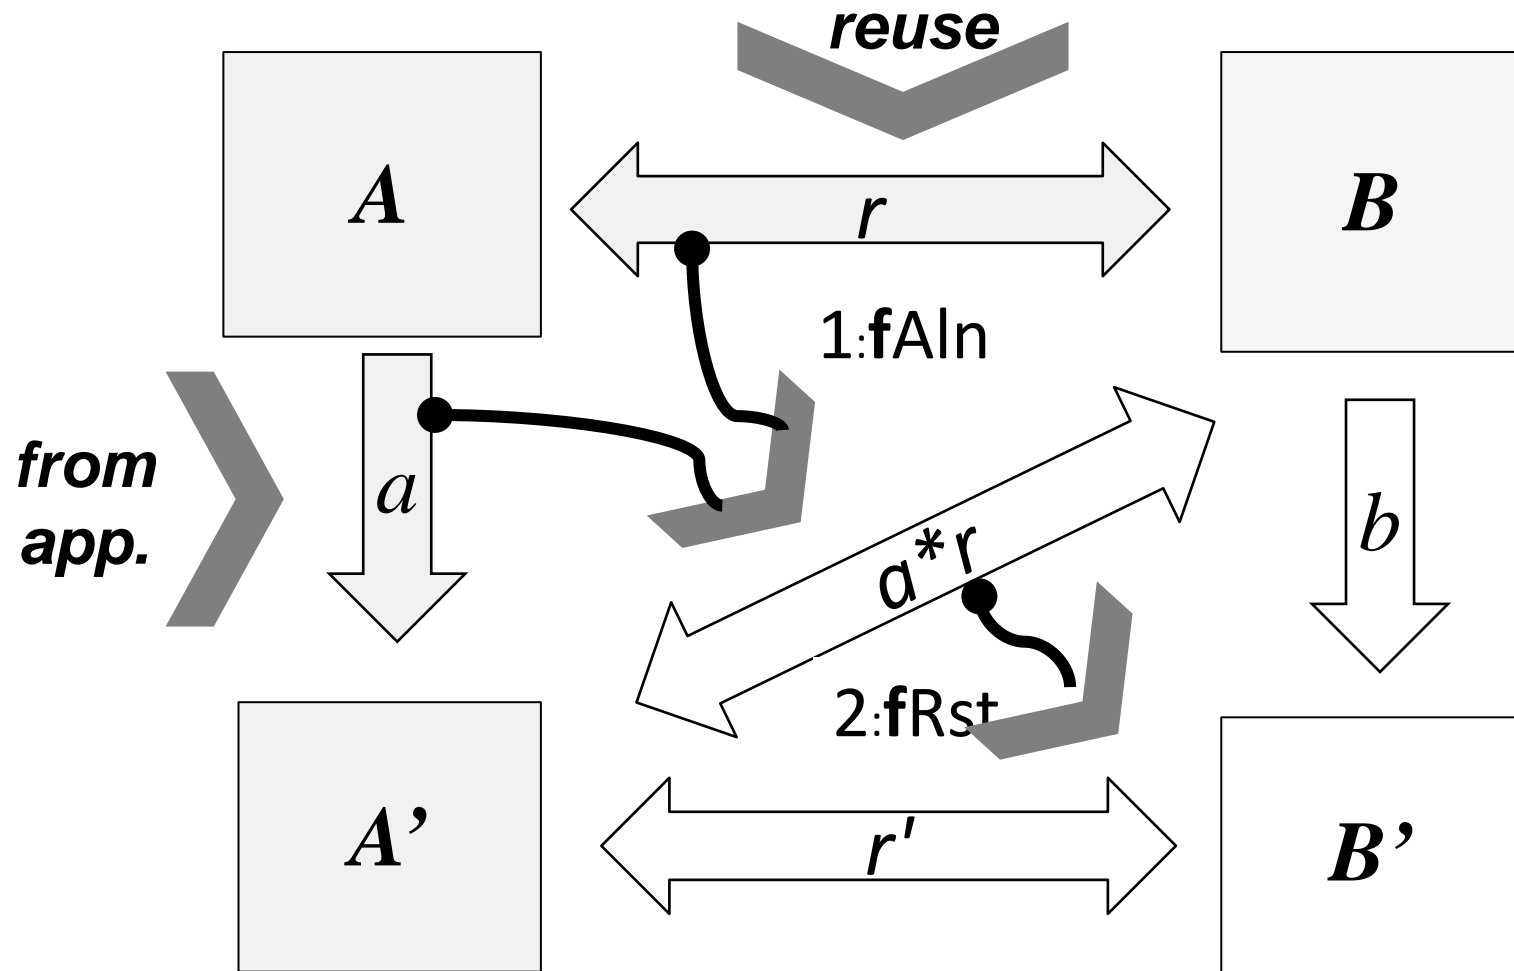 reuse
A
r
B
1:fAln
from
app.
a
a*r
b
2:fRst
A’
r'
B’